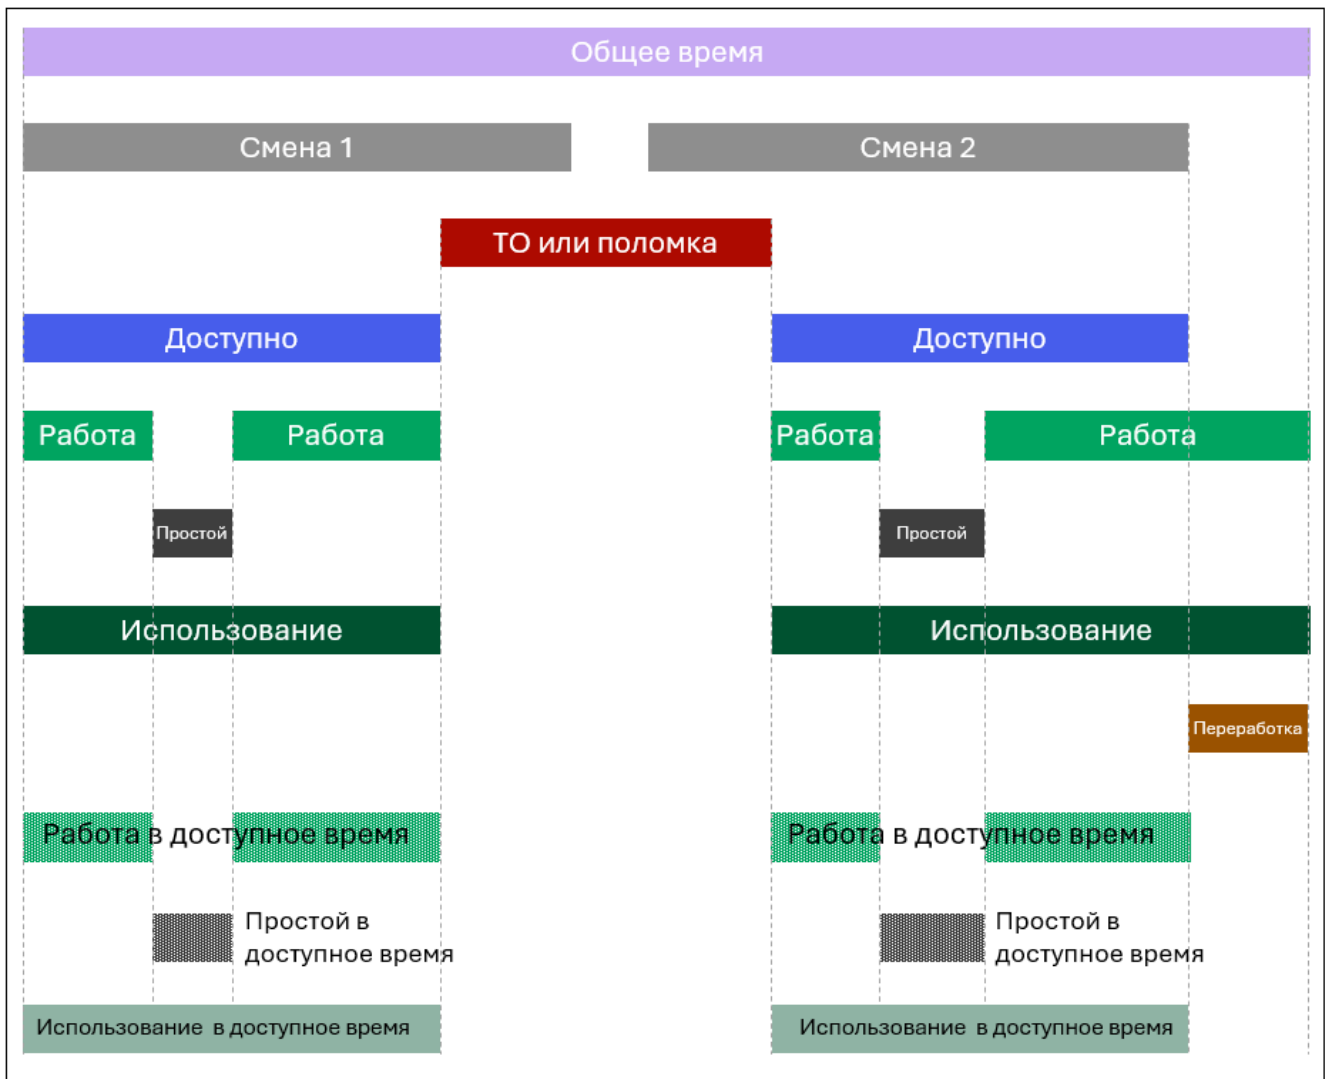 Общее время
Смена 1
Смена 2
ТО или поломка
Доступно
Доступно
Работа
Работа
Работа
Работа
Простой
Простой
Использование
Использование
Переработка
Работа в доступное время
Работа в доступное время
Простой в
доступное время
Простой в
доступное время
Использование в доступное время
Использование в доступное время